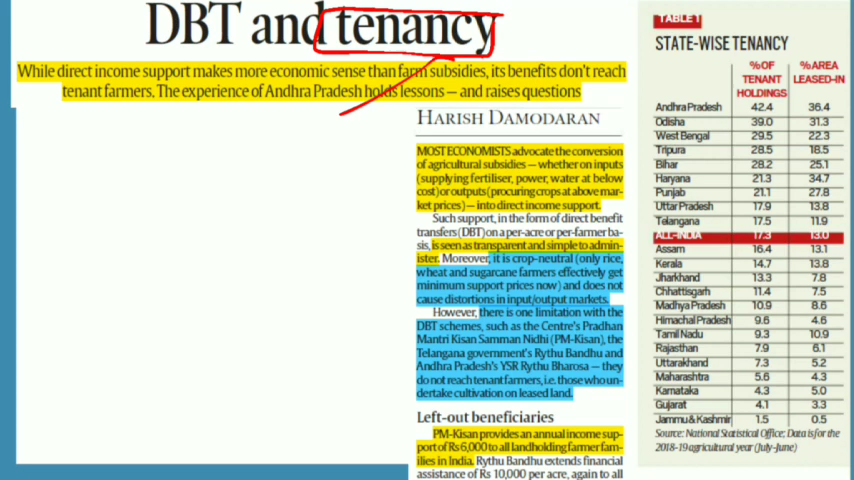 DBT and tenancy
While direct income support makes more economic sense than farm subsidies, its benefits don't reach
tenant farmers. The experience of Andhra Pradesh holds lessons — and raises questions
HARISH DAMODARAN
MOST ECONOMISTS advocate the conversion
of agricultural subsidies — whether on inputs
(supplying fertiliser, power, water at below
cost) or outputs (procuring crops at above mar-
ket prices) — into direct income support.
Such support, in the form of direct benefit
transfers (DBT) on a per-acre or per-farmer ba-
sis, is seen as transparent and simple to admin-
ister. Moreover, it is crop-neutral (only rice,
wheat and sugarcane farmers effectively get
minimum support prices now) and does not
cause distortions in input/output markets.
However, there is one limitation with the
DBT schemes, such as the Centre's Pradhan
Mantri Kisan Samman Nidhi (PM-Kisan), the
Telangana government's Rythu Bandhu and
Andhra Pradesh's YSR Rythu Bharosa — they
do not reach tenant farmers, i.e. those who un-
dertake cultivation on leased land.
Left-out beneficiaries
PM-Kisan provides an annual income sup-
port of Rs 6,000 to all landholding farmer fam-
ilies in India. Rythu Bandhu extends financial
assistance of Rs 10,000 per acre, again to all
TABLE 1
STATE-WISE TENANCY
% OF TENANT HOLDINGS % AREA LEASED-IN
Andhra Pradesh 42.4 36.4
Odisha 39.0 31.3
West Bengal 29.5 22.3
Tripura 28.5 18.5
Bihar 28.2 25.1
Haryana 21.3 34.7
Punjab 21.1 27.8
Uttar Pradesh 17.9 13.8
Telangana 17.5 11.9
ALL-INDIA 17.3 13.0
Assam 16.4 13.1
Kerala 14.7 13.8
Jharkhand 13.3 7.8
Chhattisgarh 11.4 7.5
Madhya Pradesh 10.9 8.6
Himachal Pradesh 9.6 4.6
Tamil Nadu 9.3 10.9
Rajasthan 7.9 6.1
Uttarakhand 7.3 5.2
Maharashtra 5.6 4.3
Karnataka 4.3 5.0
Gujarat 4.1 3.3
Jammu & Kashmir 1.5 0.5
Source: National Statistical Office; Data is for the
2018-19 agricultural year (July-June)